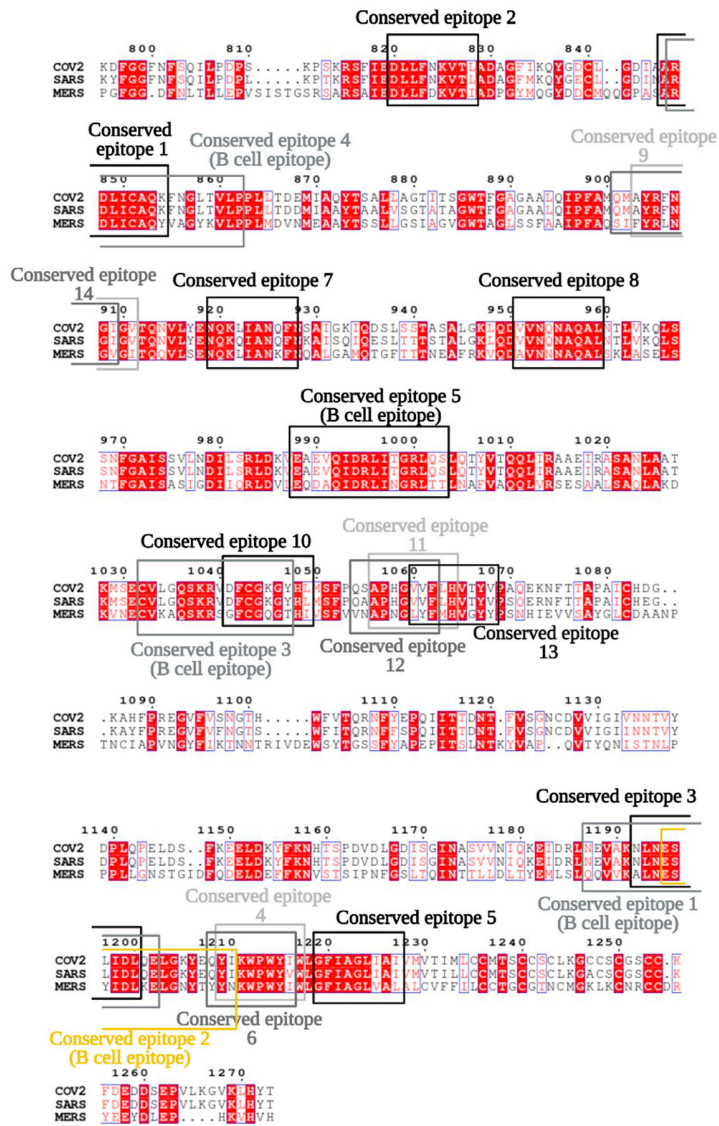 Conserved epitope 2
800 810 820 830 840
COV2 KDFGGFNFSQILPDPS.....KPSKRSFIEDLLFNKVTLADAGFIKQYGDCL..GDIAAR
SARS KYFGGFNFSQILPDPL.....KPTKRSFIEDLLFNKVTLADAGFMKQYGECL..GDINAR
MERS PGFGG.DFNLTLLEPVSISTGSRSARSAIEDLLFDKVTIADPGYMQGYDDCMQQGPASAR
Conserved epitope 1
Conserved epitope 4 (B cell epitope)
Conserved epitope 9
850 860 870 880 890 900
COV2 DLICAQKFNGLTVLPPLLTDEMIAQYTSALLAGTITSGWTFGAGAALQIPFAMQMAYRFN
SARS DLICAQKFNGLTVLPPLLTDDMIAAYTAALVSGTATAGWTFGAGAALQIPFAMQMAYRFN
MERS DLICAQYVAGYKVLPPLMDVNMEAAYTSSLLGSIAGVGWTAGLSSFAAIPFAQSIFYRLN
Conserved epitope 14
Conserved epitope 7
Conserved epitope 8
910 920 930 940 950 960
COV2 GIGVTQNVLYENQKLIANQFNSAIGKIQDSLSSTASALGKLQDVVNQNAQALNTLVKQLS
SARS GIGVTQNVLYENQKQIANQFNKAISQIQESLTTTSTALGKLQDVVNQNAQALNTLVKQLS
MERS GVGITQQVLSENQKLIANKFNQALGAMQTGFTTTNEAFRKVQDAVNNNAQALSKLASELS
Conserved epitope 5
(B cell epitope)
970 980 990 1000 1010 1020
COV2 SNFGAISSVLNDILSRLDKVEAEVQIDRLITGRLQSLQTYVTQQLIRAAEIRASANLAAT
SARS SNFGAISSVLNDILSRLDKVEAEVQIDRLITGRLQSLQTYVTQQLIRAAEIRASANLAAT
MERS NTFGAISASIGDIIQRLDVLEQDAQIDRLINGRLTTLNAFVAQQLVRSESAALSAQLAKD
Conserved epitope 10
Conserved epitope 11
1030 1040 1050 1060 1070 1080
COV2 KMSECVLGQSKRVDFCGKGYHLMSFPQSAPHGVVFLHVTYVPAQEKNFTTAPAICHDG..
SARS KMSECVLGQSKRVDFCGKGYHLMSFPQAAPHGVVFLHVTYVPSQERNFTTAPAICHEG..
MERS KVNECVKAQSKRSGFCGQGTHIVSFVVNAPNGLYFMHVGYYPSNHIEVVSAYGLCDAANP
Conserved epitope 3
(B cell epitope)
Conserved epitope 12
Conserved epitope 13
1090 1100 1110 1120 1130
COV2 .KAHFPREGVFVSNGTH.....WFVTQRNFYEPQIITTDNT.FVSGNCDVVIGIVNNTVY
SARS .KAYFPREGVFVFNGTS.....WFITQRNFFSPQIITTDNT.FVSGNCDVVIGIINNTVY
MERS TNCIAPVNGYFIKTNNTRIVDEWSYTGSSFYAPEPITSLNTKYVAP..QVTYQNISTNLP
Conserved epitope 3
1140 1150 1160 1170 1180 1190
COV2 DPLQPELDS..FKEELDKYFKNHTSPDVDLGDISGINASVVNIQKEIDRLNEVAKNLNES
SARS DPLQPELDS..FKEELDKYFKNHTSPDVDLGDISGINASVVNIQKEIDRLNEVAKNLNES
MERS PPLLGNSTGIDFQDELDEFFKNVSTSIPNFGSLTQINTTLLDLTYEMLSLQQVVKALNES
Conserved epitope 4
Conserved epitope 5
Conserved epitope 1
(B cell epitope)
1200 1210 1220 1230 1240 1250
COV2 LIDLQELGKYEQYIKWPWYIWLGFIAGLIAIVMVTIMLCCMTSCCSCLKGCCSCGSCC.K
SARS LIDLQELGKYEQYIKWPWYVWLGFIAGLIAIVMVTILLCCMTSCCSCLKGACSCGSCC.K
MERS YIDLKELGNYTYYNKWPWYIWLGFIAGLVALALCVFFILCCTGCGTNCMGKLKCNRCCDR
Conserved epitope 2
(B cell epitope)
Conserved epitope 6
1260 1270
COV2 FDEDDSEPVLKGVKLHYT
SARS FDEDDSEPVLKGVKLHYT
MERS YEEYDLEP....HKVHVH